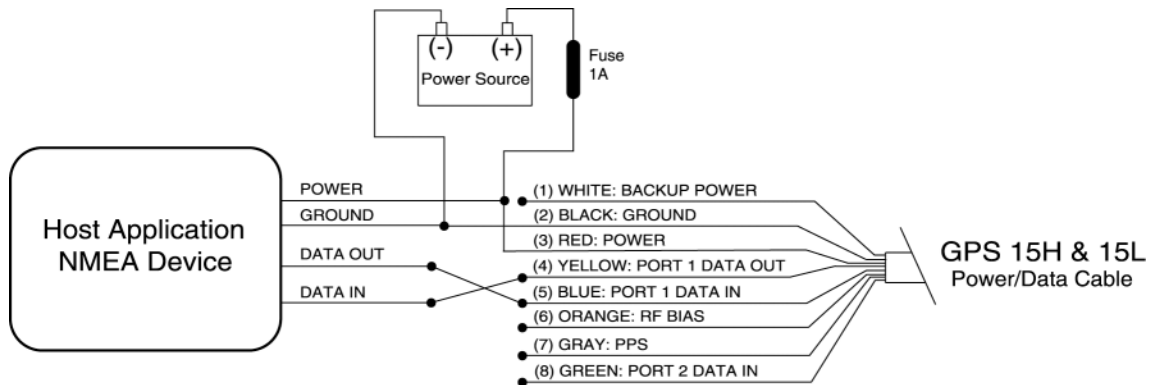 (-) (+)
Power Source
Fuse
1A
Host Application
NMEA Device
POWER
GROUND
DATA OUT
DATA IN
(1) WHITE: BACKUP POWER
(2) BLACK: GROUND
(3) RED: POWER
(4) YELLOW: PORT 1 DATA OUT
(5) BLUE: PORT 1 DATA IN
(6) ORANGE: RF BIAS
(7) GRAY: PPS
(8) GREEN: PORT 2 DATA IN
GPS 15H & 15L
Power/Data Cable